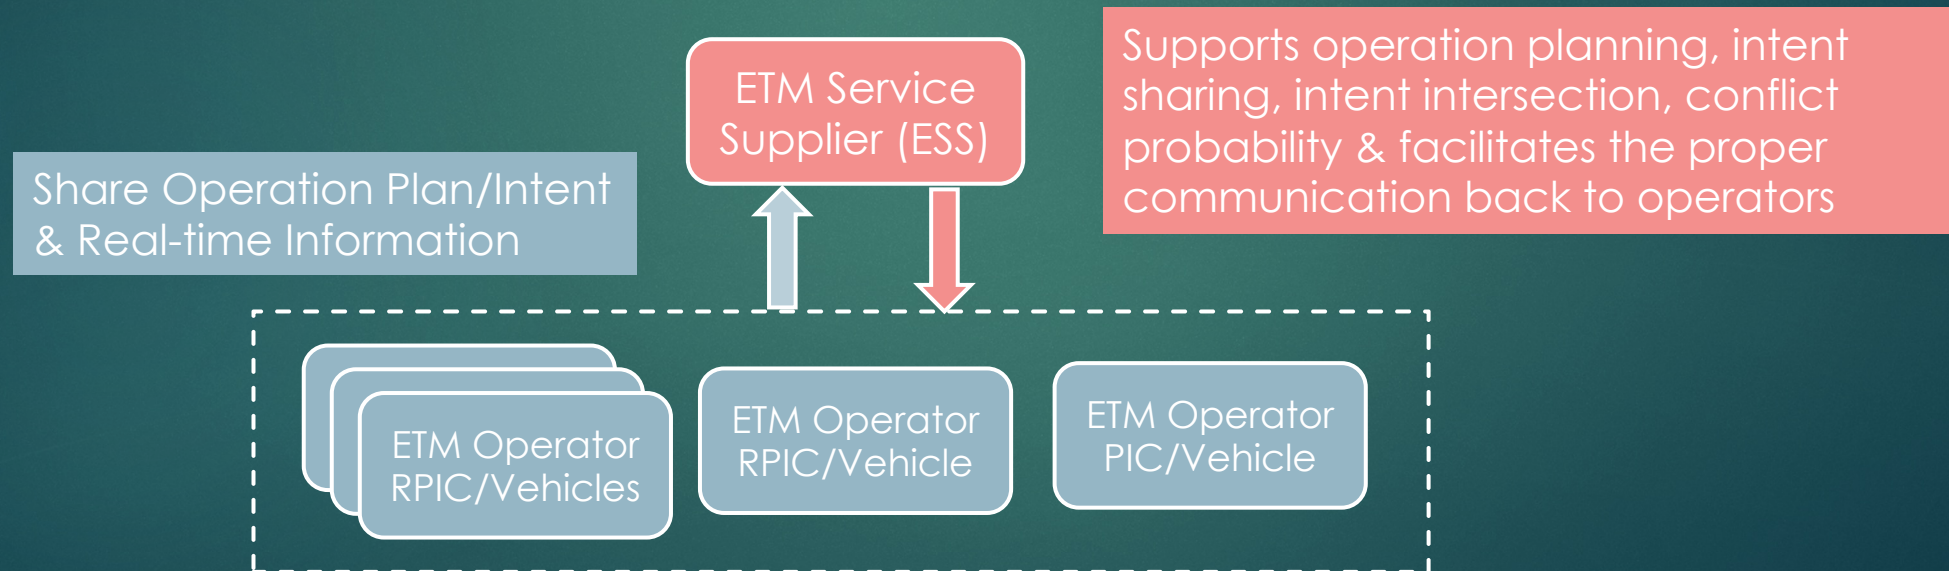 ETM Service
Supplier (ESS)
Supports operation planning, intent
sharing, intent intersection, conflict
probability & facilitates the proper
communication back to operators
Share Operation Plan/Intent
& Real-time Information
ETM Operator
RPIC/Vehicles
ETM Operator
RPIC/Vehicle
ETM Operator
PIC/Vehicle